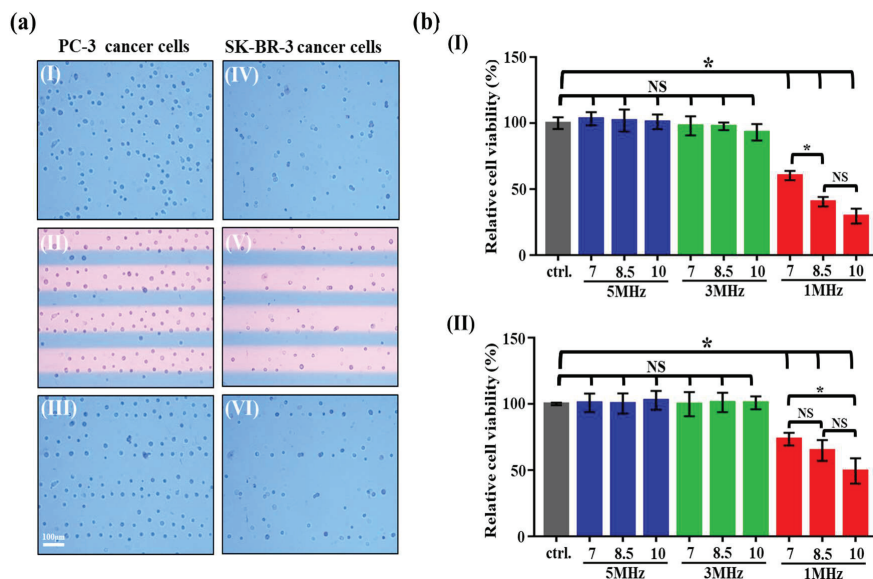 (a)
PC-3 cancer cells
SK-BR-3 cancer cells
(I)
(IV)
(II)
(V)
(III)
(VI)
100μm
(b)
(I)
Relative cell viability (%)
150
100
50
0
*
NS
*
NS
ctrl. 7 8.5 10 7 8.5 10 7 8.5 10
5MHz 3MHz 1MHz
(II)
Relative cell viability (%)
150
100
50
0
*
NS
*
NS NS
ctrl. 7 8.5 10 7 8.5 10 7 8.5 10
5MHz 3MHz 1MHz